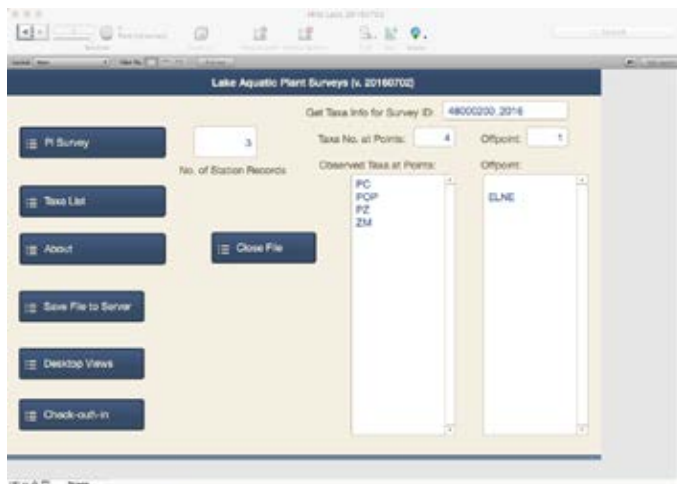 Lake Aquatic Plant Surveys (v. 20160702)
Get Taxa Info for Survey ID: 48000200_2016
PI Survey
3
Taxa No. at Points: 4
Offpoint: 1
No. of Station Records
Observed Taxa at Points:
Offpoint:
PC
POP
PZ
ZM
ELNE
Taxa List
About
Close File
Save File to Server
Desktop Views
Check-out/-in